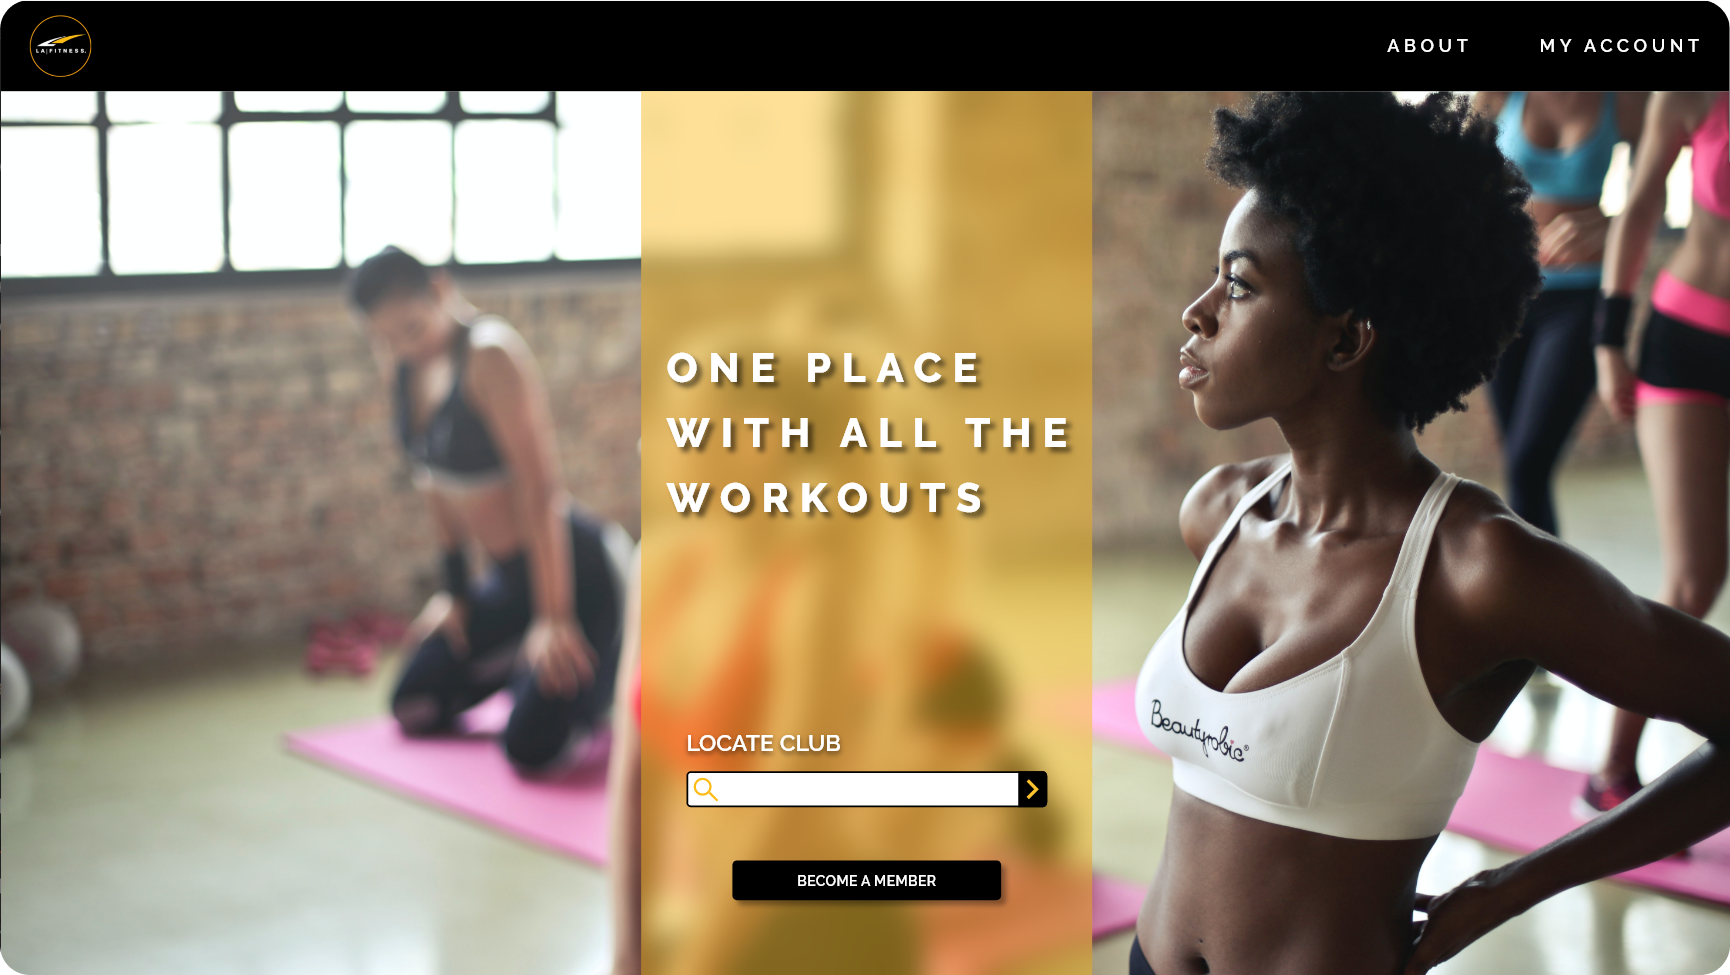 LA|FITNESS.
ABOUT
MY ACCOUNT
ONE PLACE
WITH ALL THE
WORKOUTS
LOCATE CLUB
BECOME A MEMBER
Beautyrobic®